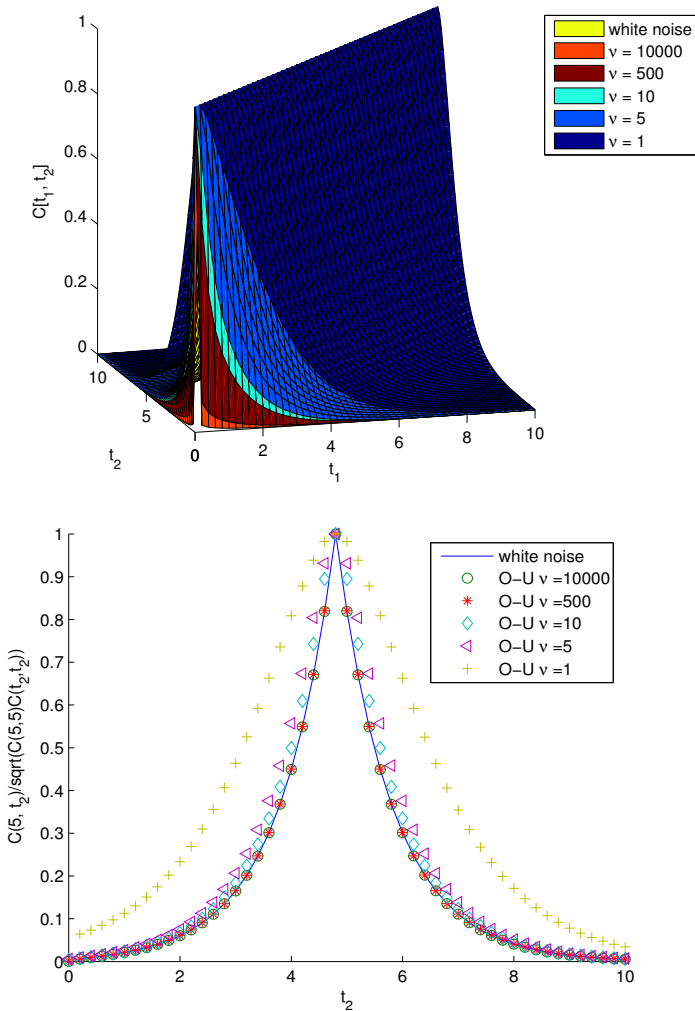 1
0.8
0.6
0.4
0.2
0
C[t₁, t₂]
white noise
ν = 10000
ν = 500
ν = 10
ν = 5
ν = 1
10
5
0
t₂
0
2
4
6
8
10
t₁
1
0.9
0.8
0.7
0.6
0.5
0.4
0.3
0.2
0.1
0
C(5, t₂)/sqrt(C(5,5)C(t₂,t₂))
white noise
O−U ν =10000
O−U ν =500
O−U ν =10
O−U ν =5
O−U ν =1
0
2
4
6
8
10
t₂